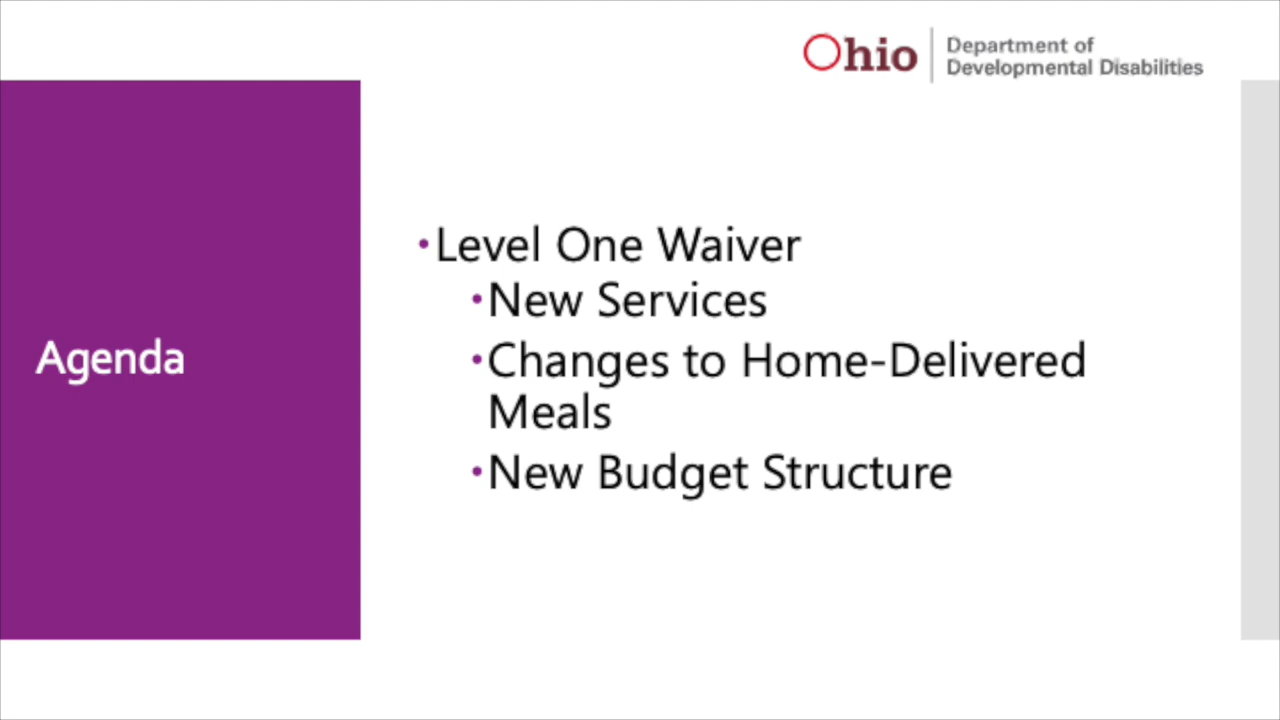 Ohio
Department of
Developmental Disabilities
Agenda
•Level One Waiver
•New Services
•Changes to Home-Delivered
Meals
•New Budget Structure